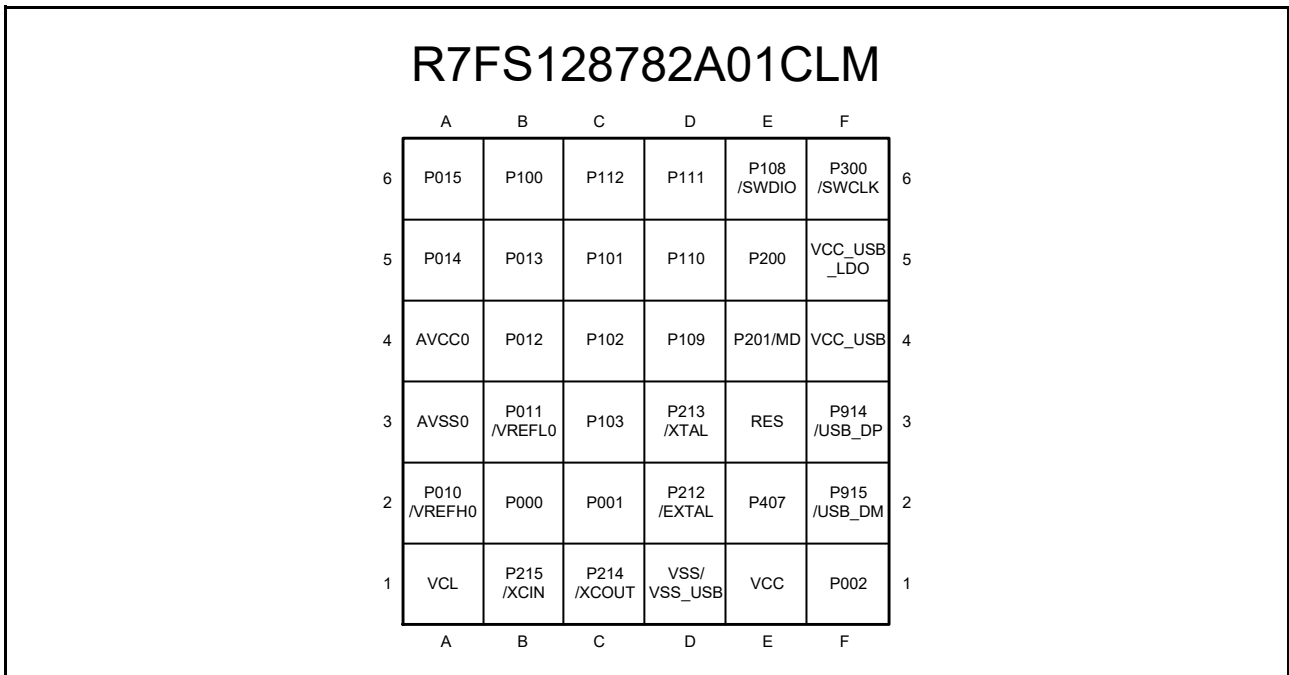 R7FS128782A01CLM
A B C D E F
6 P015 P100 P112 P111 P108 /SWDIO P300 /SWCLK 6
5 P014 P013 P101 P110 P200 VCC_USB _LDO 5
4 AVCC0 P012 P102 P109 P201/MD VCC_USB 4
3 AVSS0 P011 /VREFL0 P103 P213 /XTAL RES P914 /USB_DP 3
2 P010 /VREFH0 P000 P001 P212 /EXTAL P407 P915 /USB_DM 2
1 VCL P215 /XCIN P214 /XCOUT VSS/ VSS_USB VCC P002 1
A B C D E F